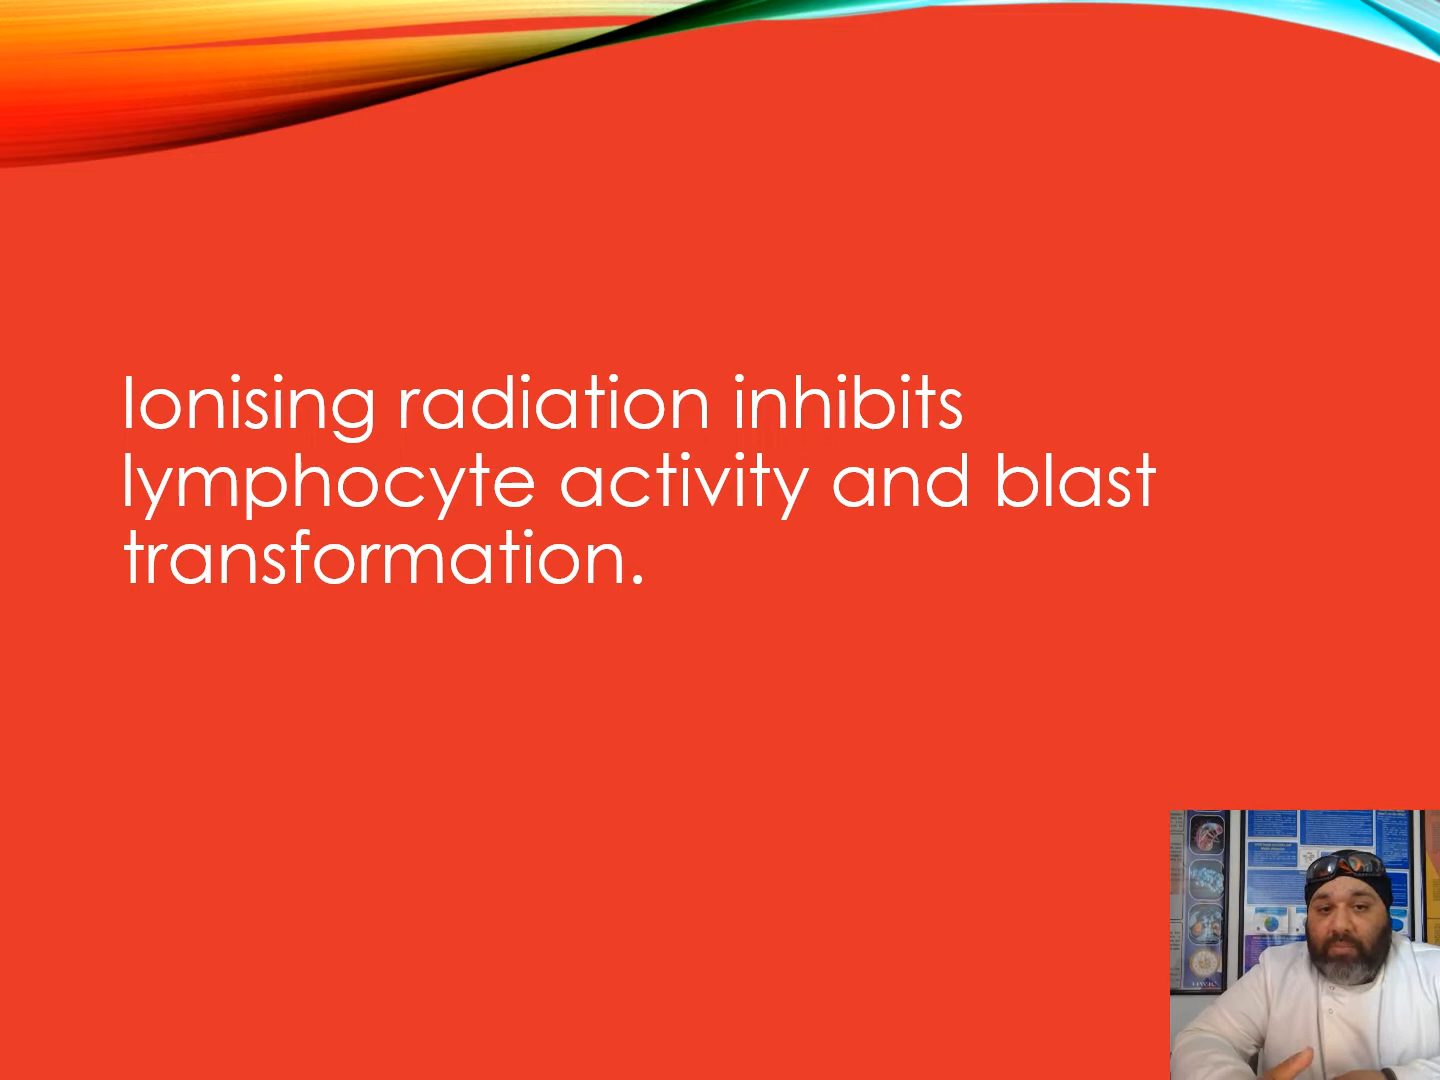 Ionising radiation inhibits
lymphocyte activity and blast
transformation.